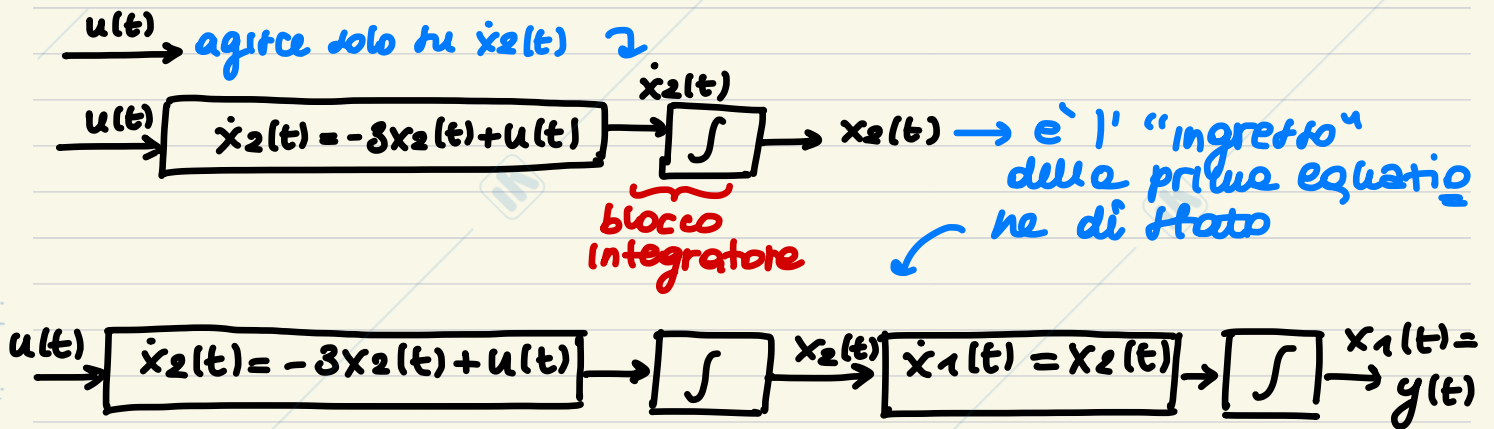 u(t) agisce solo su ẋ2(t)
ẋ2(t)
u(t) ẋ2(t) = -3x2(t)+u(t) ∫ x2(t) → è l' "ingresso"
della prima equazio
ne di stato
blocco
integratore
u(t) ẋ2(t) = -3x2(t)+u(t) ∫ x2(t) ẋ1(t) = x2(t) ∫ x1(t)=
y(t)